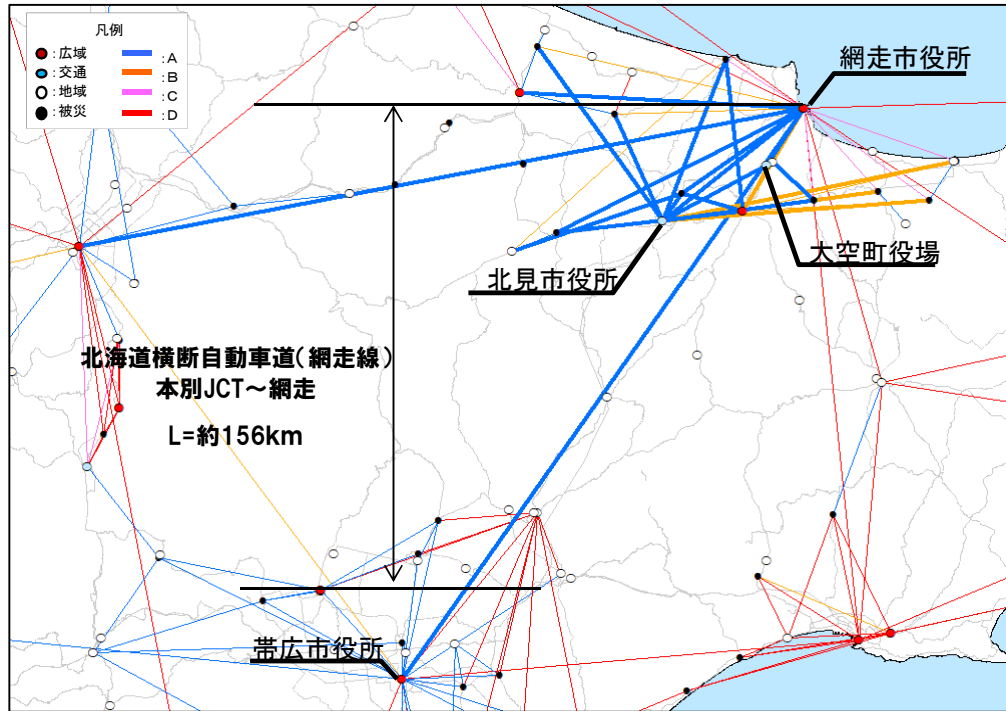 凡例
:広域
:A
:交通
:B
:地域
:C
:被災
:D
網走市役所
大空町役場
北見市役所
北海道横断自動車道(網走線)
本別JCT～網走
L=約156km
帯広市役所